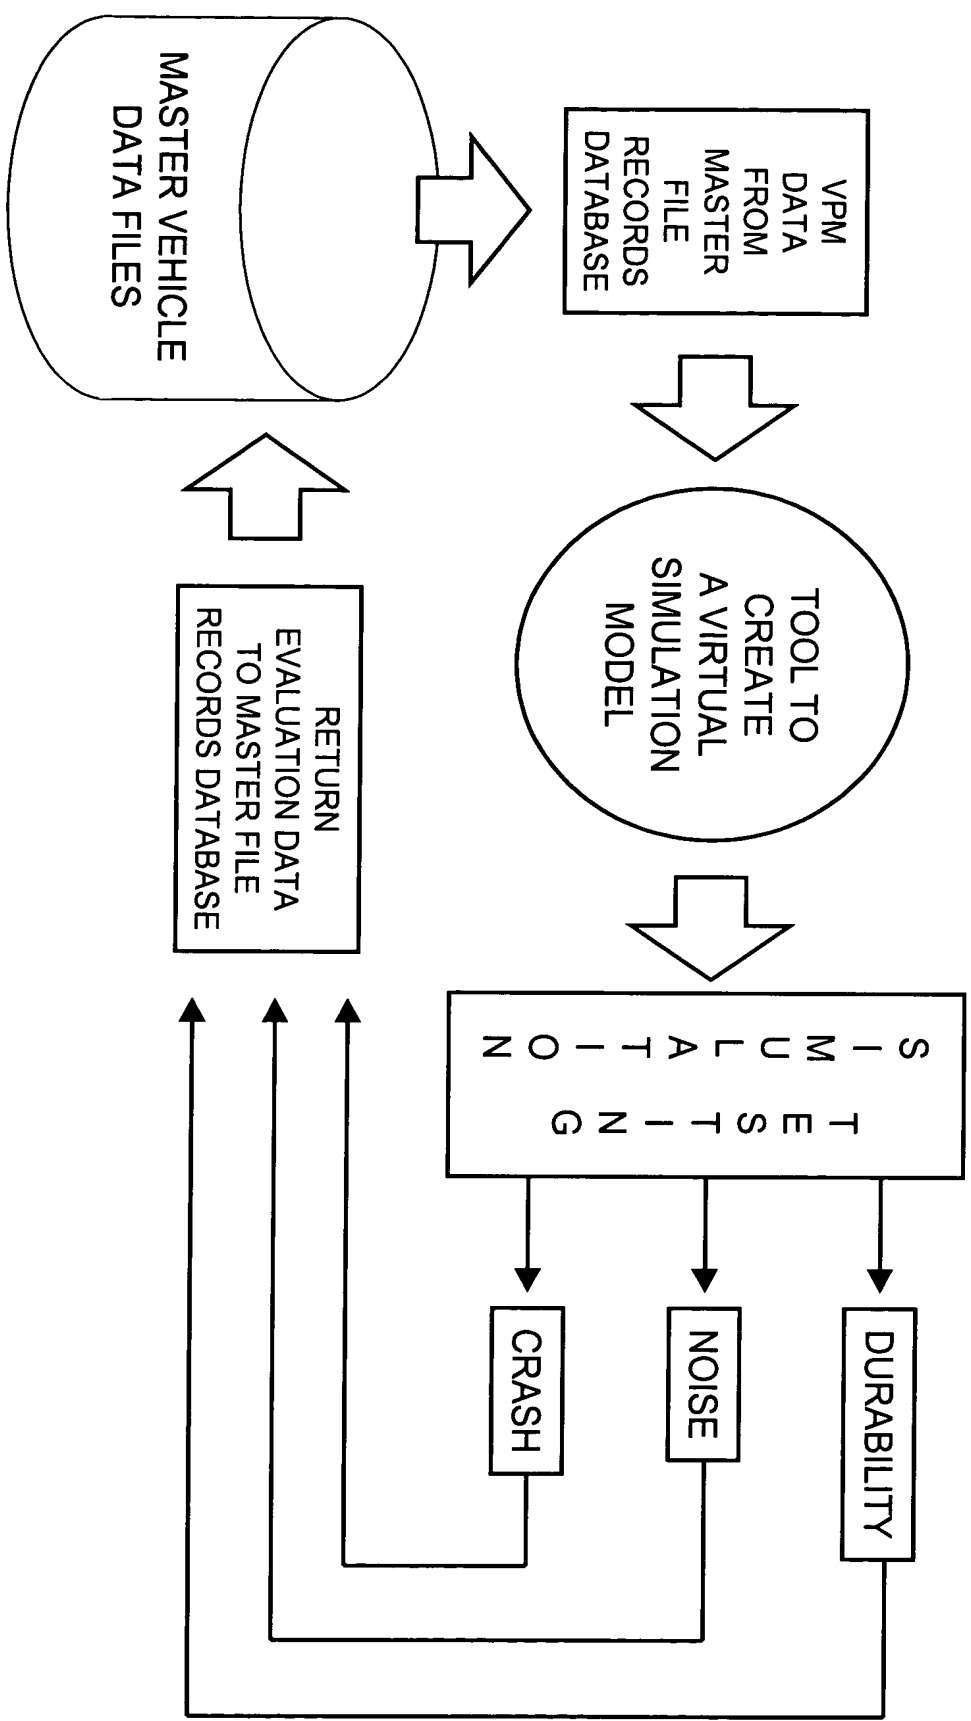 VPM
DATA
FROM
MASTER
FILE
RECORDS
DATABASE
TOOL TO
CREATE
A VIRTUAL
SIMULATION
MODEL
SIMULATION
TESTING
DURABILITY
NOISE
CRASH
MASTER VEHICLE
DATA FILES
RETURN
EVALUATION DATA
TO MASTER FILE
RECORDS DATABASE